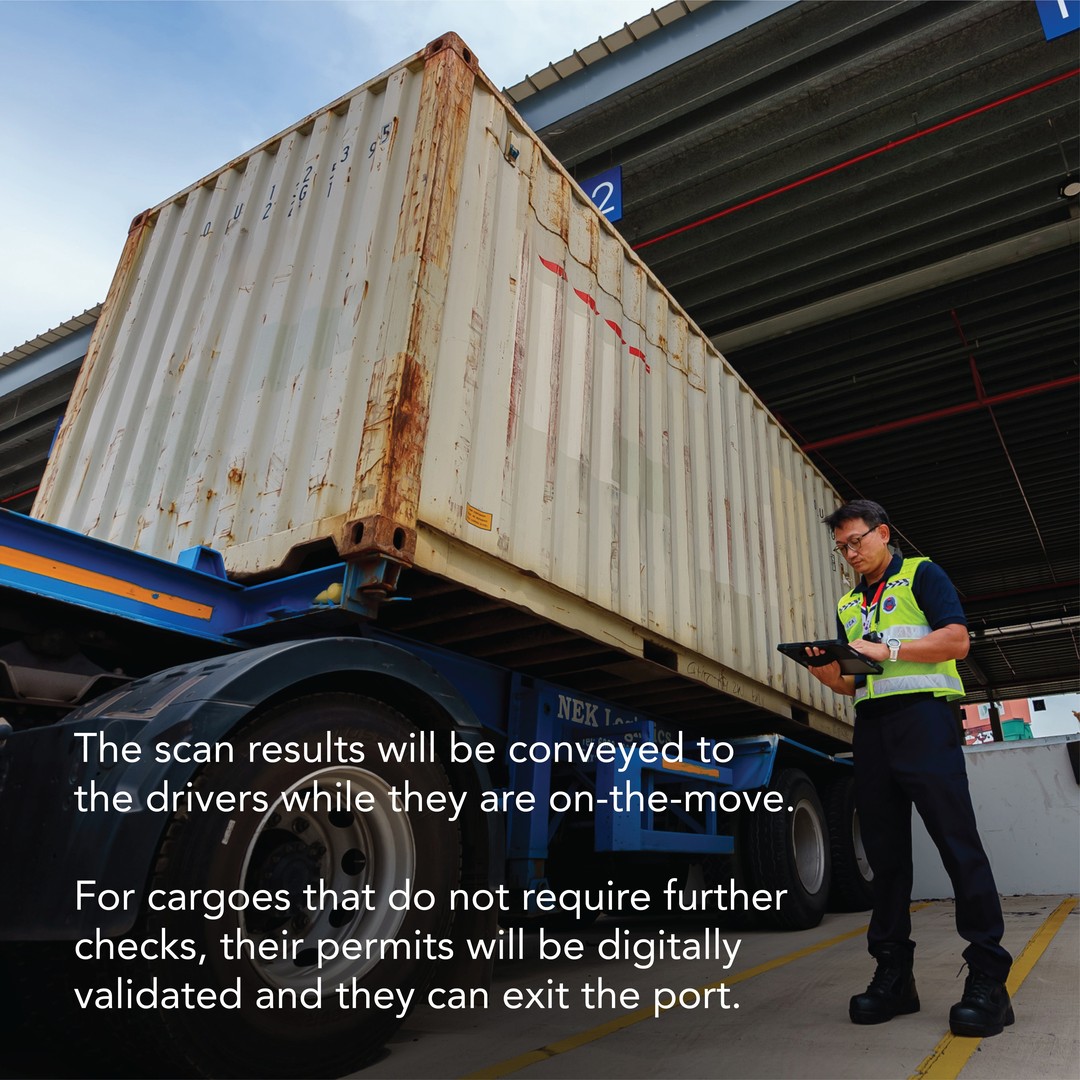 2
The scan results will be conveyed to
the drivers while they are on-the-move.
For cargoes that do not require further
checks, their permits will be digitally
validated and they can exit the port.
NEK